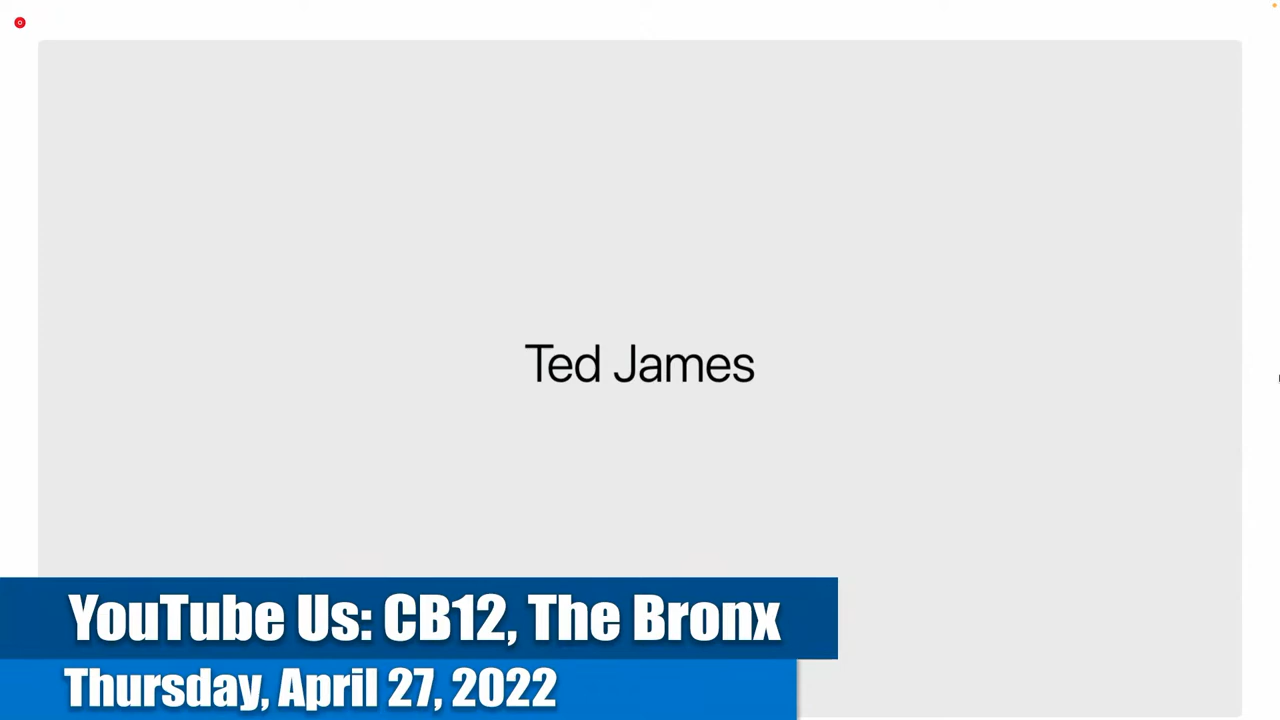 Ted James
YouTube Us: CB12, The Bronx
Thursday, April 27, 2022